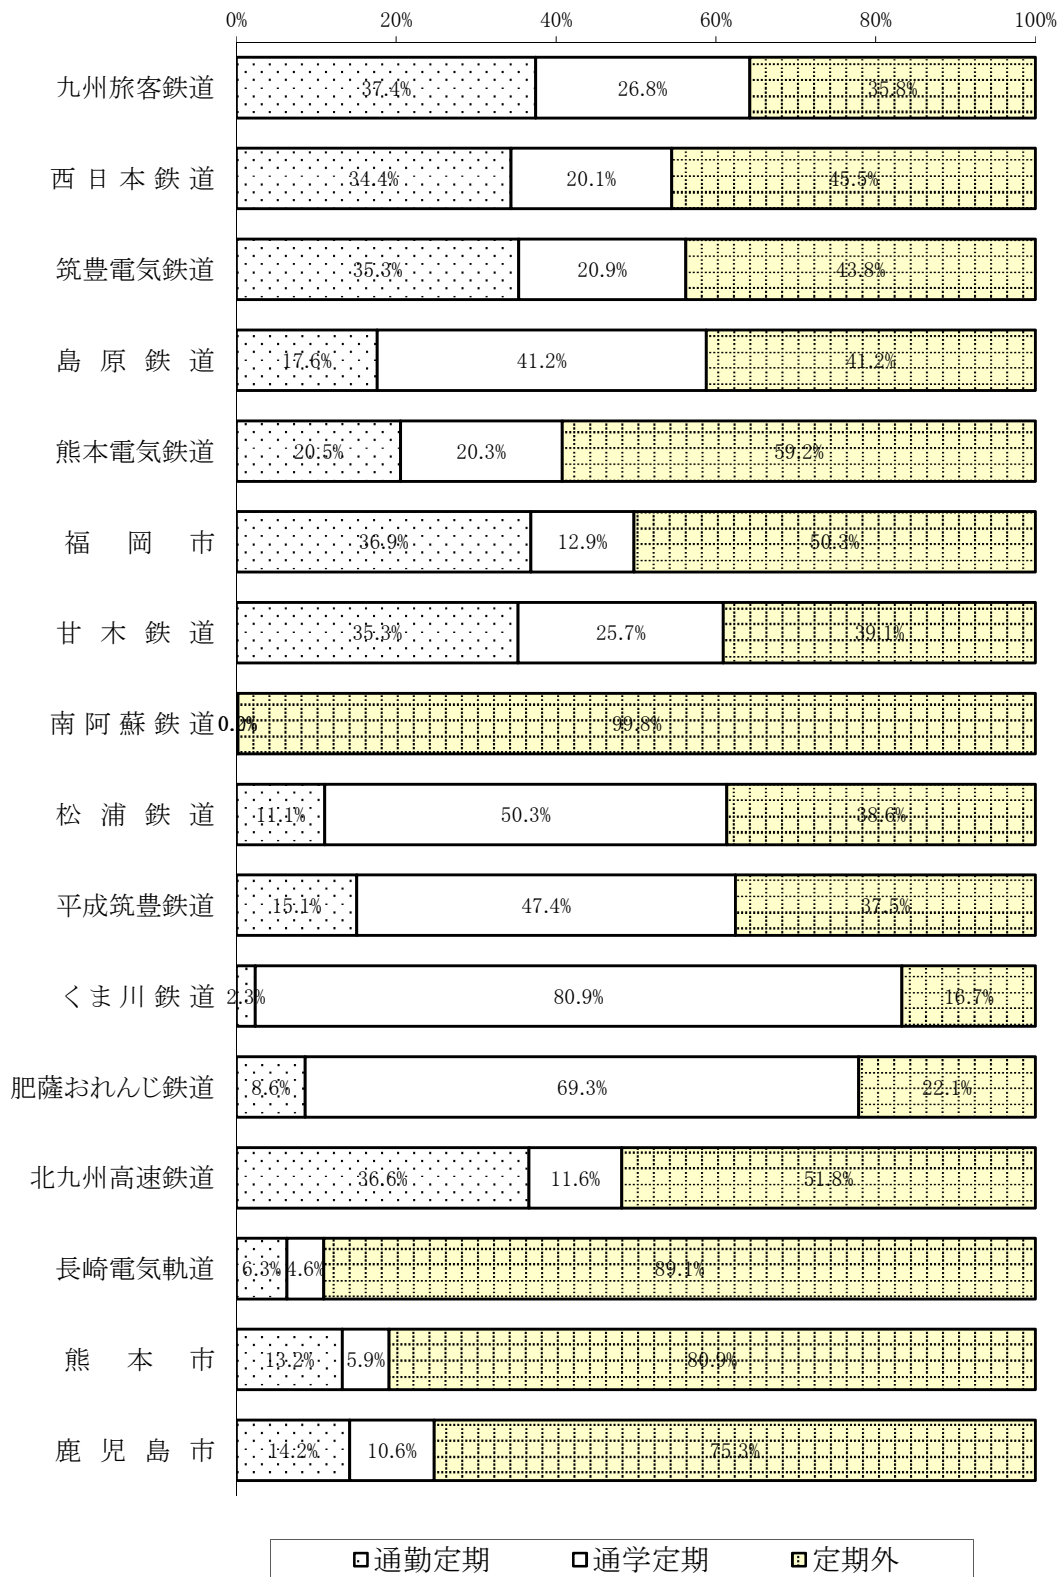 0% 20% 40% 60% 80% 100%
九州旅客鉄道 37.4% 26.8% 35.8%
西日本鉄道 34.4% 20.1% 45.5%
筑豊電気鉄道 35.3% 20.9% 43.8%
島原鉄道 17.6% 41.2% 41.2%
熊本電気鉄道 20.5% 20.3% 59.2%
福岡市 36.9% 12.9% 50.3%
甘木鉄道 35.3% 25.7% 39.1%
南阿蘇鉄道 99.8%
松浦鉄道 11.1% 50.3% 38.6%
平成筑豊鉄道 15.1% 47.4% 37.5%
くま川鉄道 2.3% 80.9% 16.7%
肥薩おれんじ鉄道 8.6% 69.3% 22.1%
北九州高速鉄道 36.6% 11.6% 51.8%
長崎電気軌道 6.3% 4.6% 89.1%
熊本市 13.2% 5.9% 80.9%
鹿児島市 14.2% 10.6% 75.3%
通勤定期 通学定期 定期外